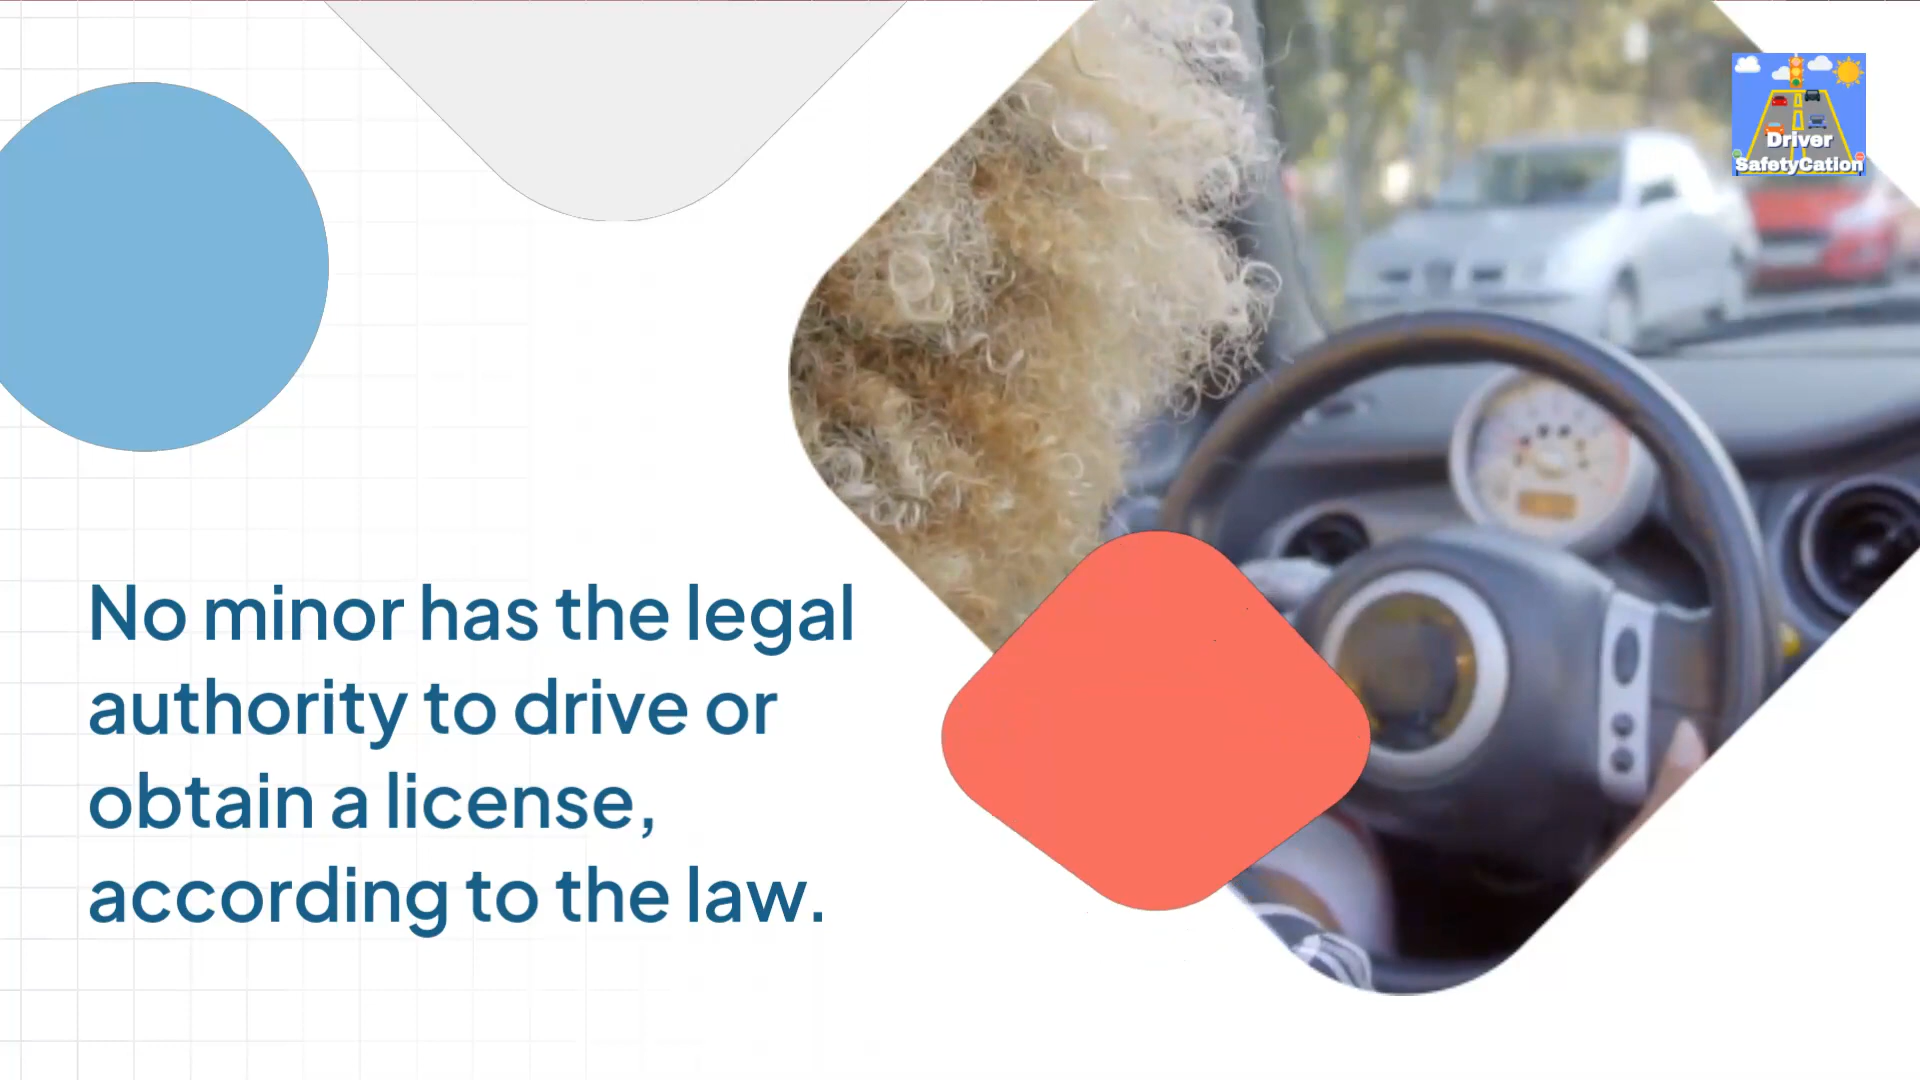 Driver
SafetyCation
No minor has the legal
authority to drive or
obtain a license,
according to the law.